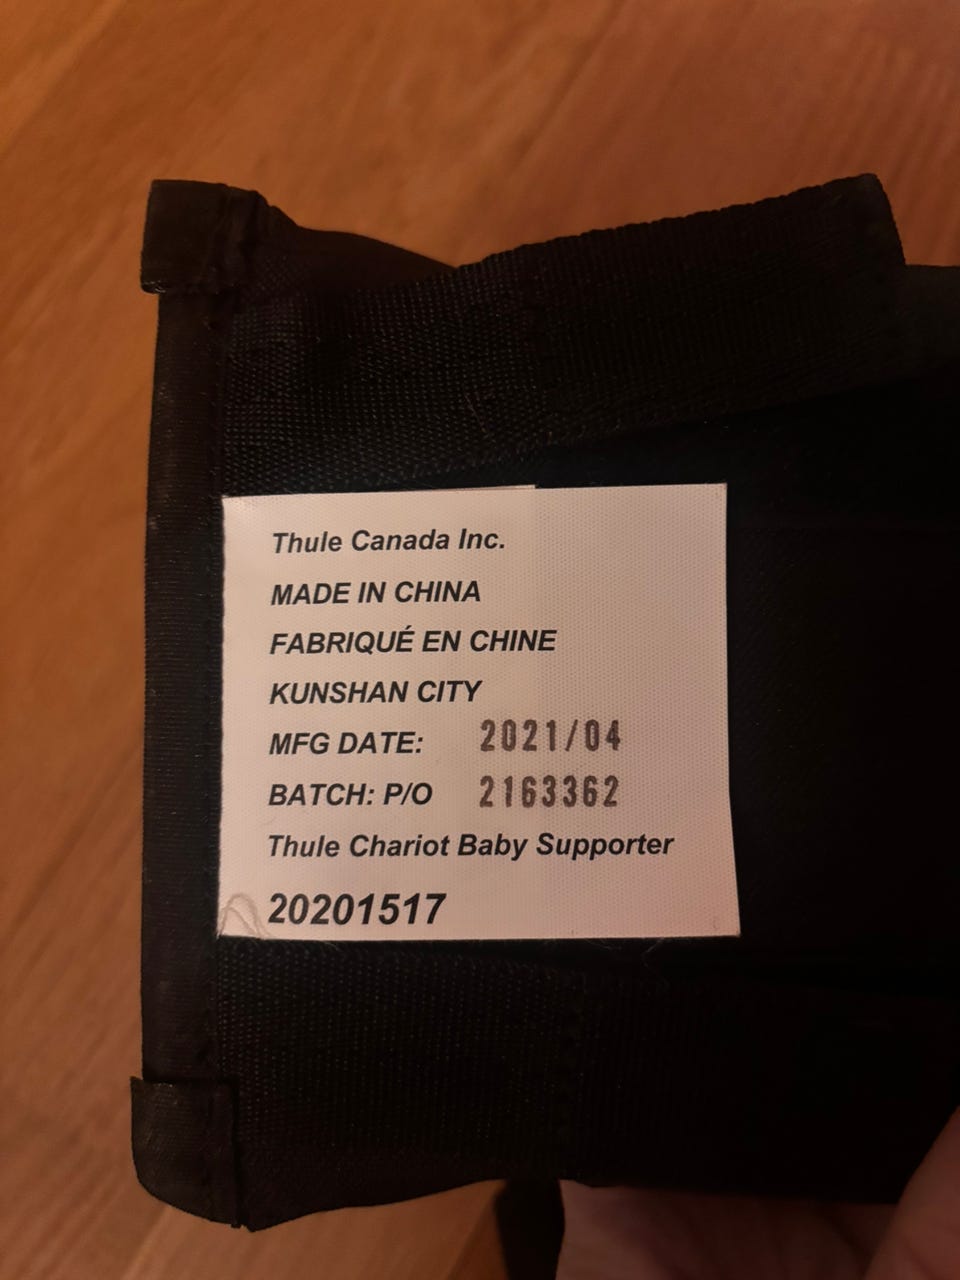 Thule Canada Inc.
MADE IN CHINA
FABRIQUÉ EN CHINE
KUNSHAN CITY
MFG DATE: 2021/04
BATCH: P/O 2163362
Thule Chariot Baby Supporter
20201517